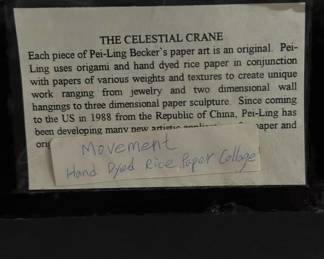 THE CELESTIAL CRANE
Each piece of Pei-Ling Becker's paper art is an original. Pei-
Ling uses origami and hand dyed rice paper in conjunction
with papers of various weights and textures to create unique
work ranging from jewelry and two dimensional wall
hangings to three dimensional paper sculpture. Since coming
to the US in 1988 from the Republic of China, Pei-Ling has
been developing many new artistic paper and
Movement
Hand Dyed Rice Paper Collage